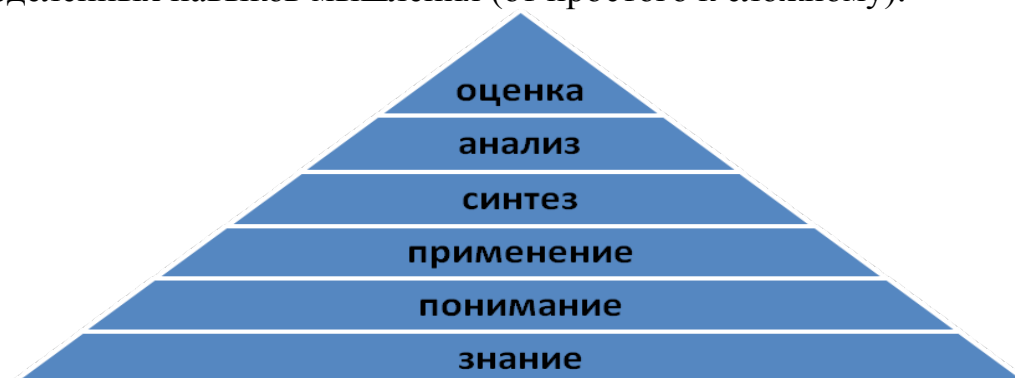 навыков мышления (от простого к сложному).
оценка
анализ
синтез
применение
понимание
знание